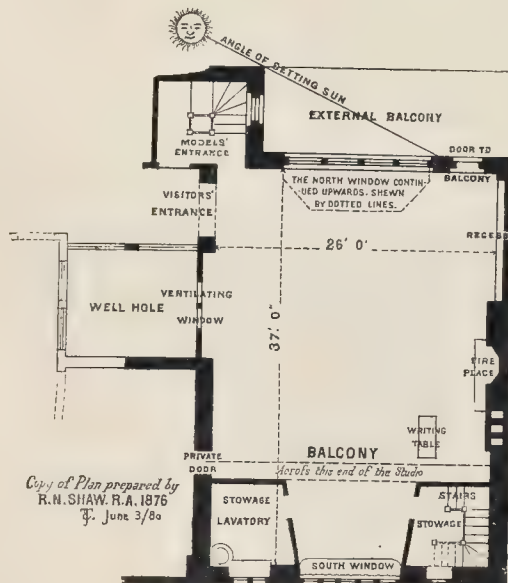 ANGLE OF SETTING SUN
EXTERNAL BALCONY
MODELS'
ENTRANCE
DOOR TO
BALCONY
THE NORTH WINDOW CONTIN-
UED UPWARDS. SHEWN
BY DOTTED LINES.
VISITORS'
ENTRANCE
RECESS
26' 0"
WELL HOLE
VENTILATING
WINDOW
37' 0"
FIRE
PLACE
WRITING
TABLE
PRIVATE
DOOR
BALCONY
Across this end of the Studio
Copy of Plan prepared by
R.N. SHAW. R.A. 1876
June 3/80
STOWAGE
LAVATORY
STAIRS
STOWAGE
SOUTH WINDOW